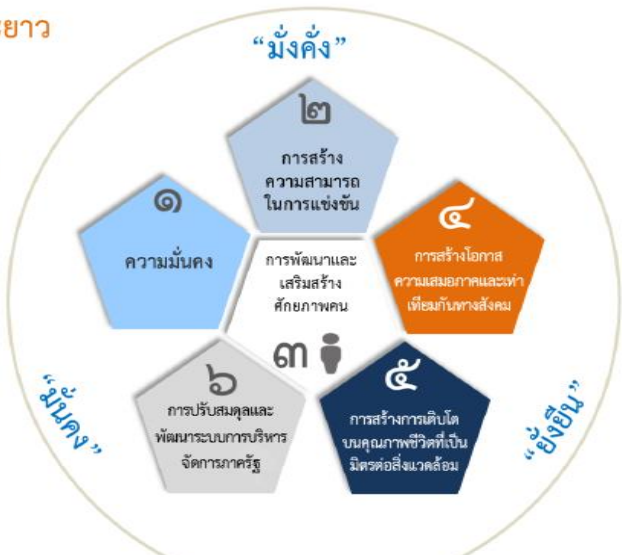 ะยาว
“มั่งคั่ง”
๒
การสร้าง
ความสามารถ
ในการแข่งขัน
๑
ความมั่นคง
๔
การสร้างโอกาส
ความเสมอภาคและเท่า
เทียมกันทางสังคม
การพัฒนาและ
เสริมสร้าง
ศักยภาพคน
๓
๖
การปรับสมดุลและ
พัฒนาระบบการบริหาร
จัดการภาครัฐ
๕
การสร้างการเติบโต
บนคุณภาพชีวิตที่เป็น
มิตรต่อสิ่งแวดล้อม
“มั่นคง”
“ยั่งยืน”